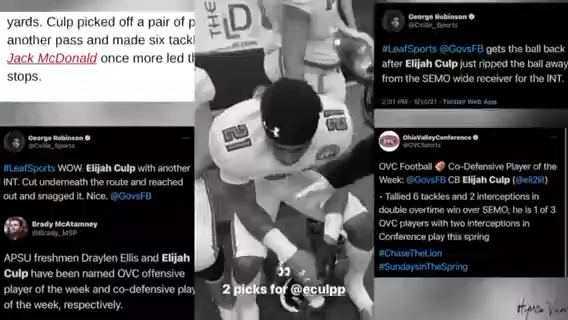 yards. Culp picked off a pair of p
another pass and made six tackl
Jack McDonald once more led th
stops.
George Robinson
@Cville_Sports
#LeafSports WOW. Elijah Culp with another
INT. Cut underneath the route and reached
out and snagged it. Nice. @GovsFB
Brady McAtamney
@Brady_MSP
APSU freshmen Draylen Ellis and Elijah
Culp have been named OVC offensive
player of the week and co-defensive play
of the week, respectively.
THE
LOD
21
21
👀
2 picks for @eculpp
George Robinson
@Cville_Sports
#LeafSports @GovsFB gets the ball back
after Elijah Culp just ripped the ball away
from the SEMO wide receiver for the INT.
Twitter Web App
OVC
OhioValleyConference
@OVCSports
OVC Football 🏈 Co-Defensive Player of the
Week: @GovsFB CB Elijah Culp (@eli2lit)
• Tallied 6 tackles and 2 interceptions in
double overtime win over SEMO; he is 1 of 3
OVC players with two interceptions in
Conference play this spring
#ChaseTheLion
#SundaysInTheSpring